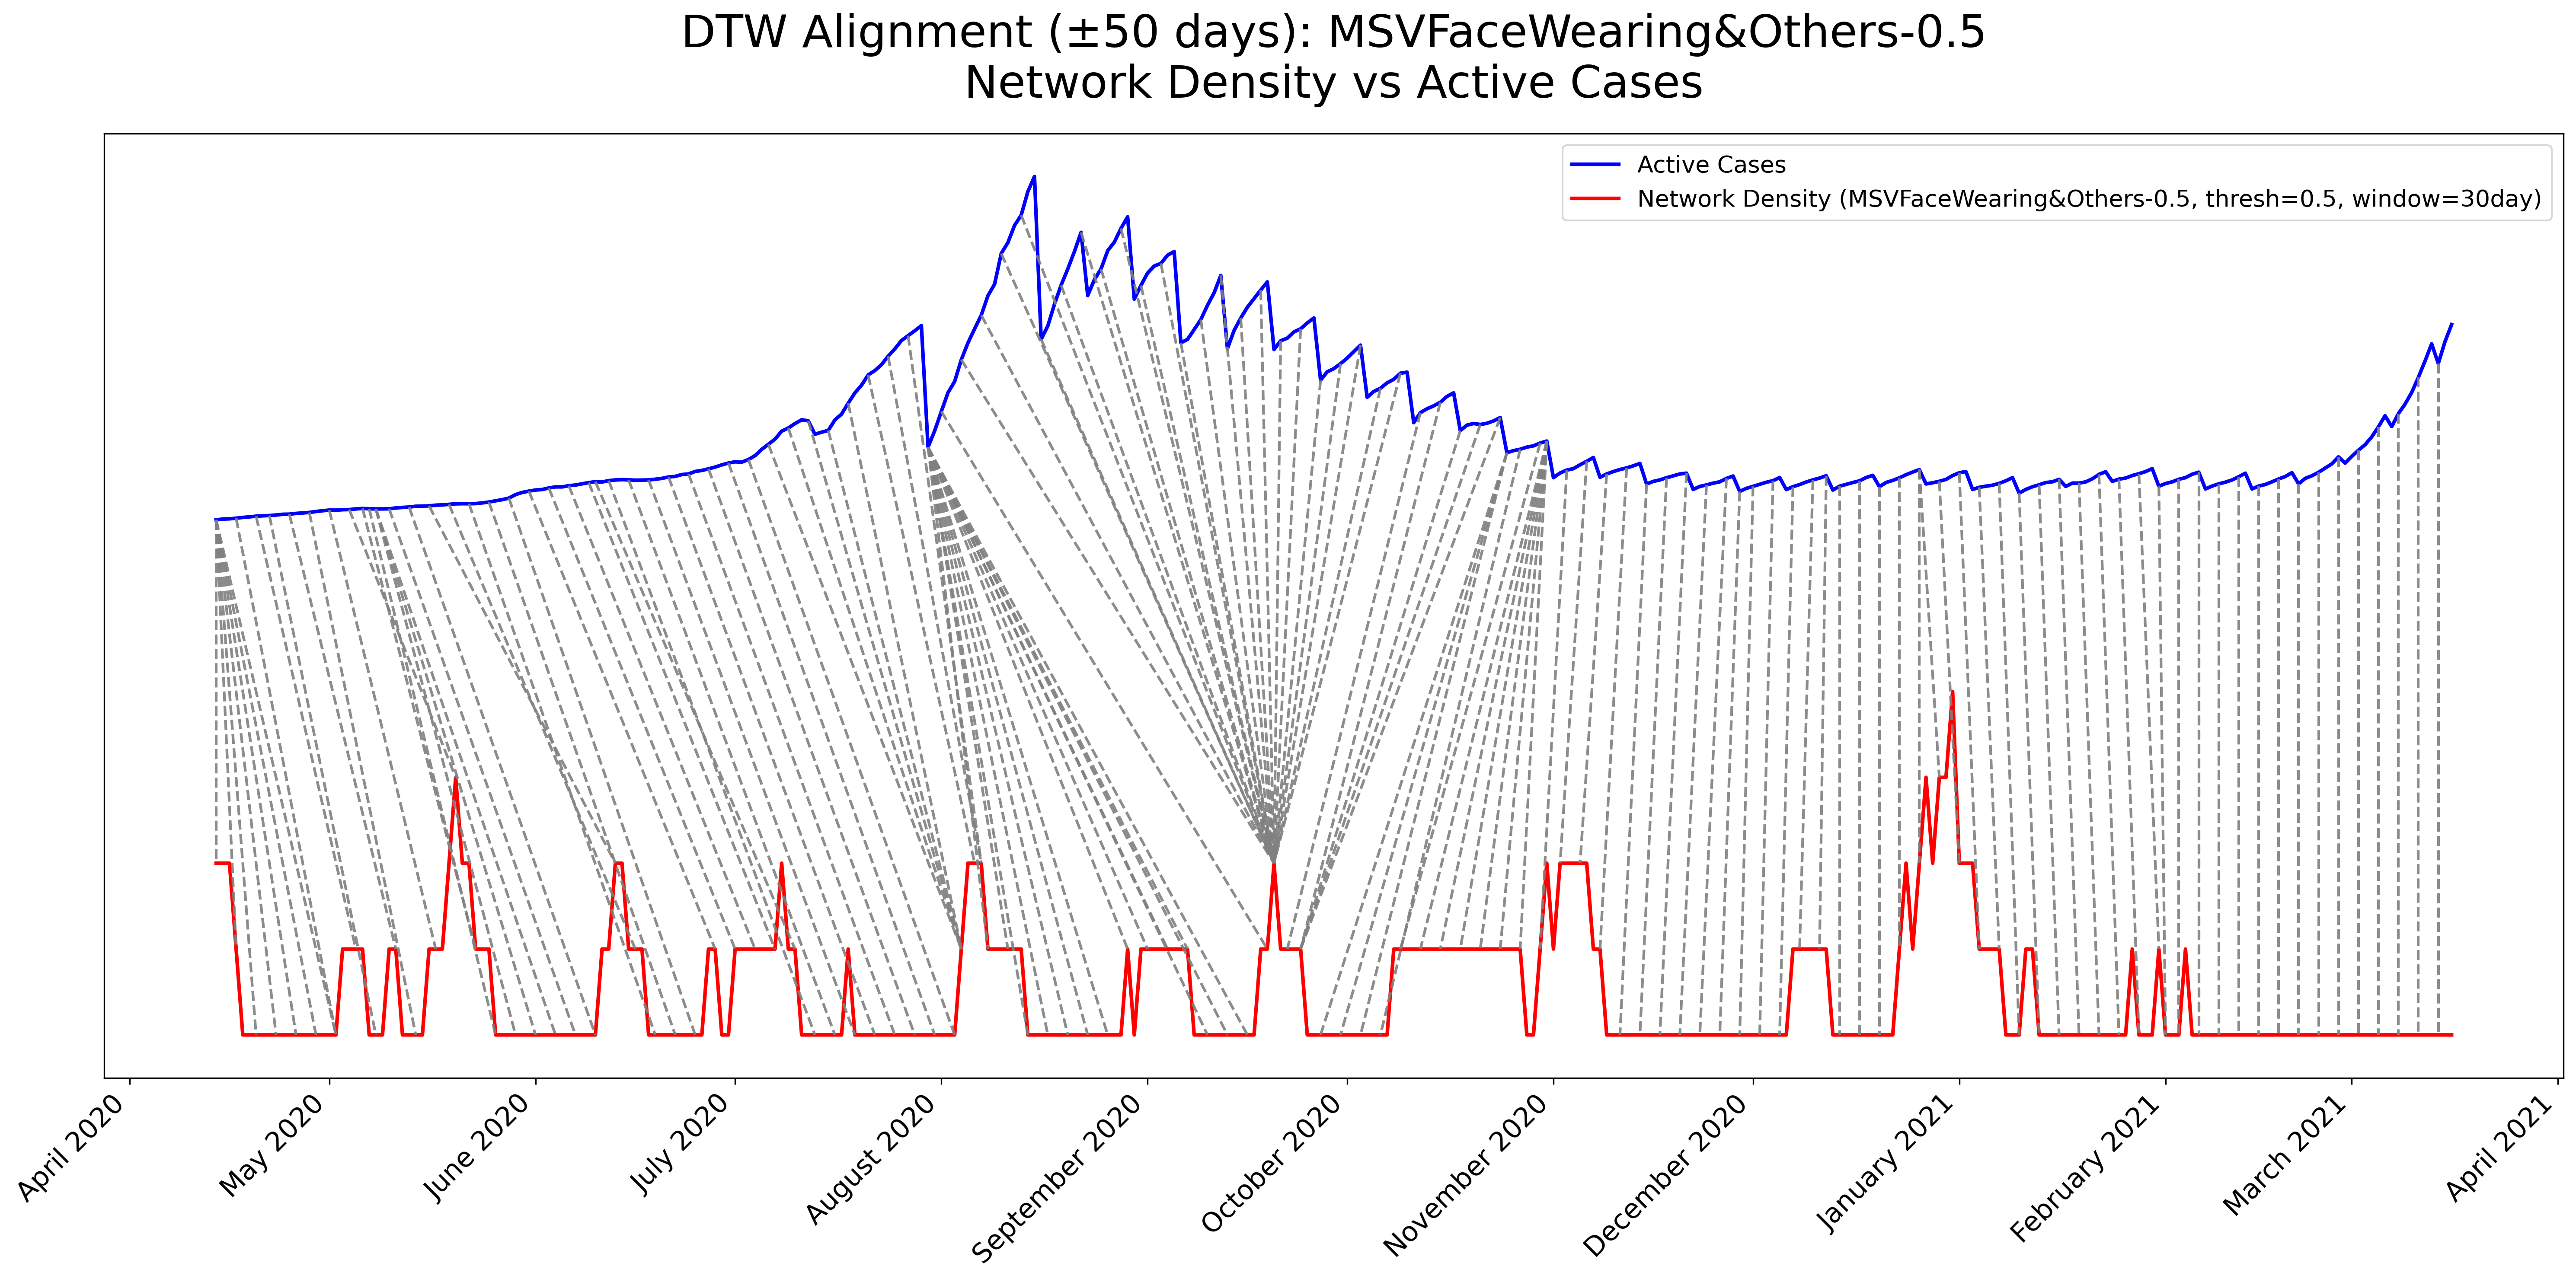 DTW Alignment (±50 days): MSVFaceWearing&Others-0.5
Network Density vs Active Cases
Active Cases
Network Density (MSVFaceWearing&Others-0.5, thresh=0.5, window=30day)
April 2020
May 2020
June 2020
July 2020
August 2020
September 2020
October 2020
November 2020
December 2020
January 2021
February 2021
March 2021
April 2021